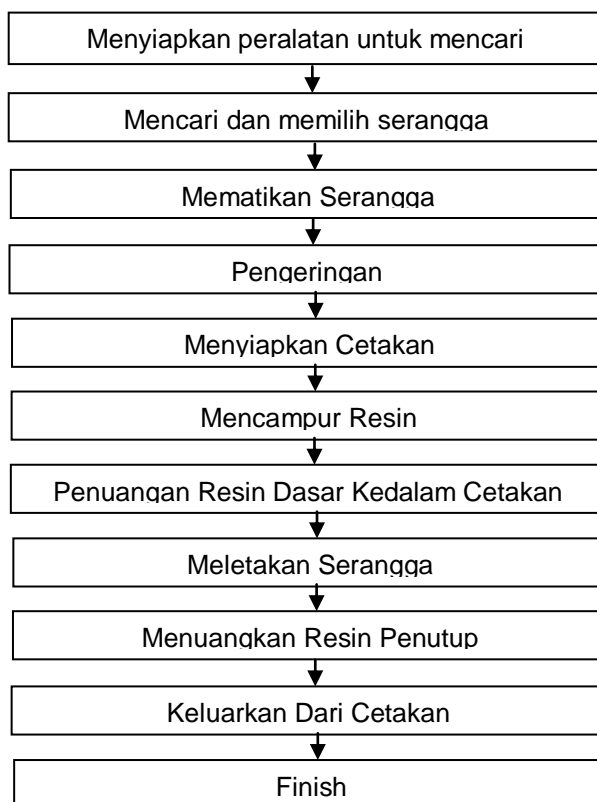 Menyiapkan peralatan untuk mencari
Mencari dan memilih serangga
Mematikan Serangga
Pengeringan
Menyiapkan Cetakan
Mencampur Resin
Penuangan Resin Dasar Kedalam Cetakan
Meletakan Serangga
Menuangkan Resin Penutup
Keluarkan Dari Cetakan
Finish